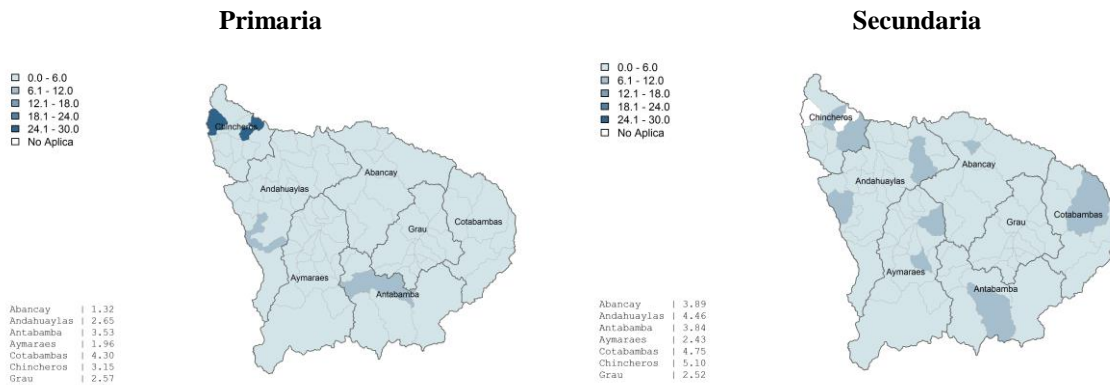 Primaria
0.0 - 6.0
6.1 - 12.0
12.1 - 18.0
18.1 - 24.0
24.1 - 30.0
No Aplica
Chincheros
Abancay
Andahuaylas
Cotabambas
Grau
Aymaraes
Antabamba
Abancay | 1.32
Andahuaylas | 2.65
Antabamba | 3.53
Aymaraes | 1.96
Cotabambas | 4.30
Chincheros | 3.15
Grau | 2.57
Secundaria
0.0 - 6.0
6.1 - 12.0
12.1 - 18.0
18.1 - 24.0
24.1 - 30.0
No Aplica
Chincheros
Abancay
Andahuaylas
Cotabambas
Grau
Aymaraes
Antabamba
Abancay | 3.89
Andahuaylas | 4.46
Antabamba | 3.84
Aymaraes | 2.43
Cotabambas | 4.75
Chincheros | 5.10
Grau | 2.52